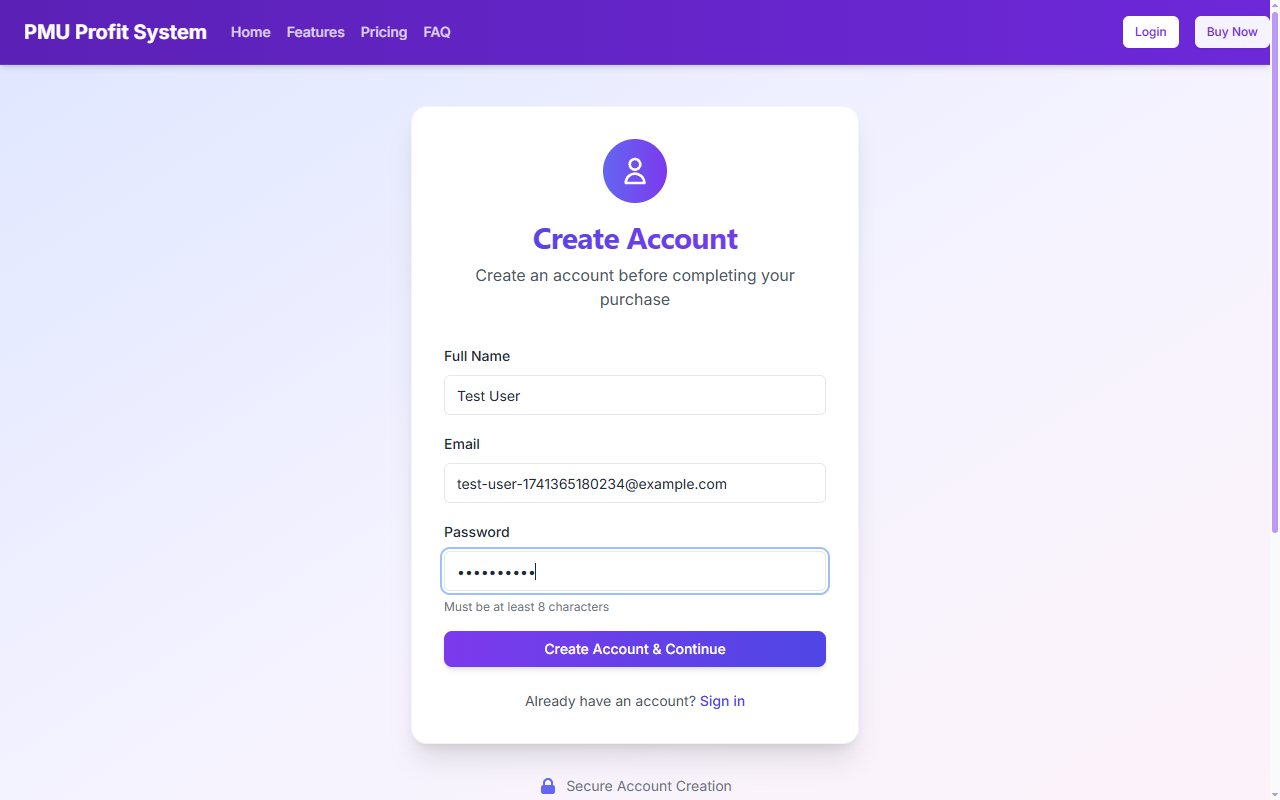 PMU Profit System Home Features Pricing FAQ Login Buy Now
Create Account
Create an account before completing your
purchase
Full Name
Test User
Email
test-user-1741365180234@example.com
Password
••••••••••
Must be at least 8 characters
Create Account & Continue
Already have an account? Sign in
Secure Account Creation